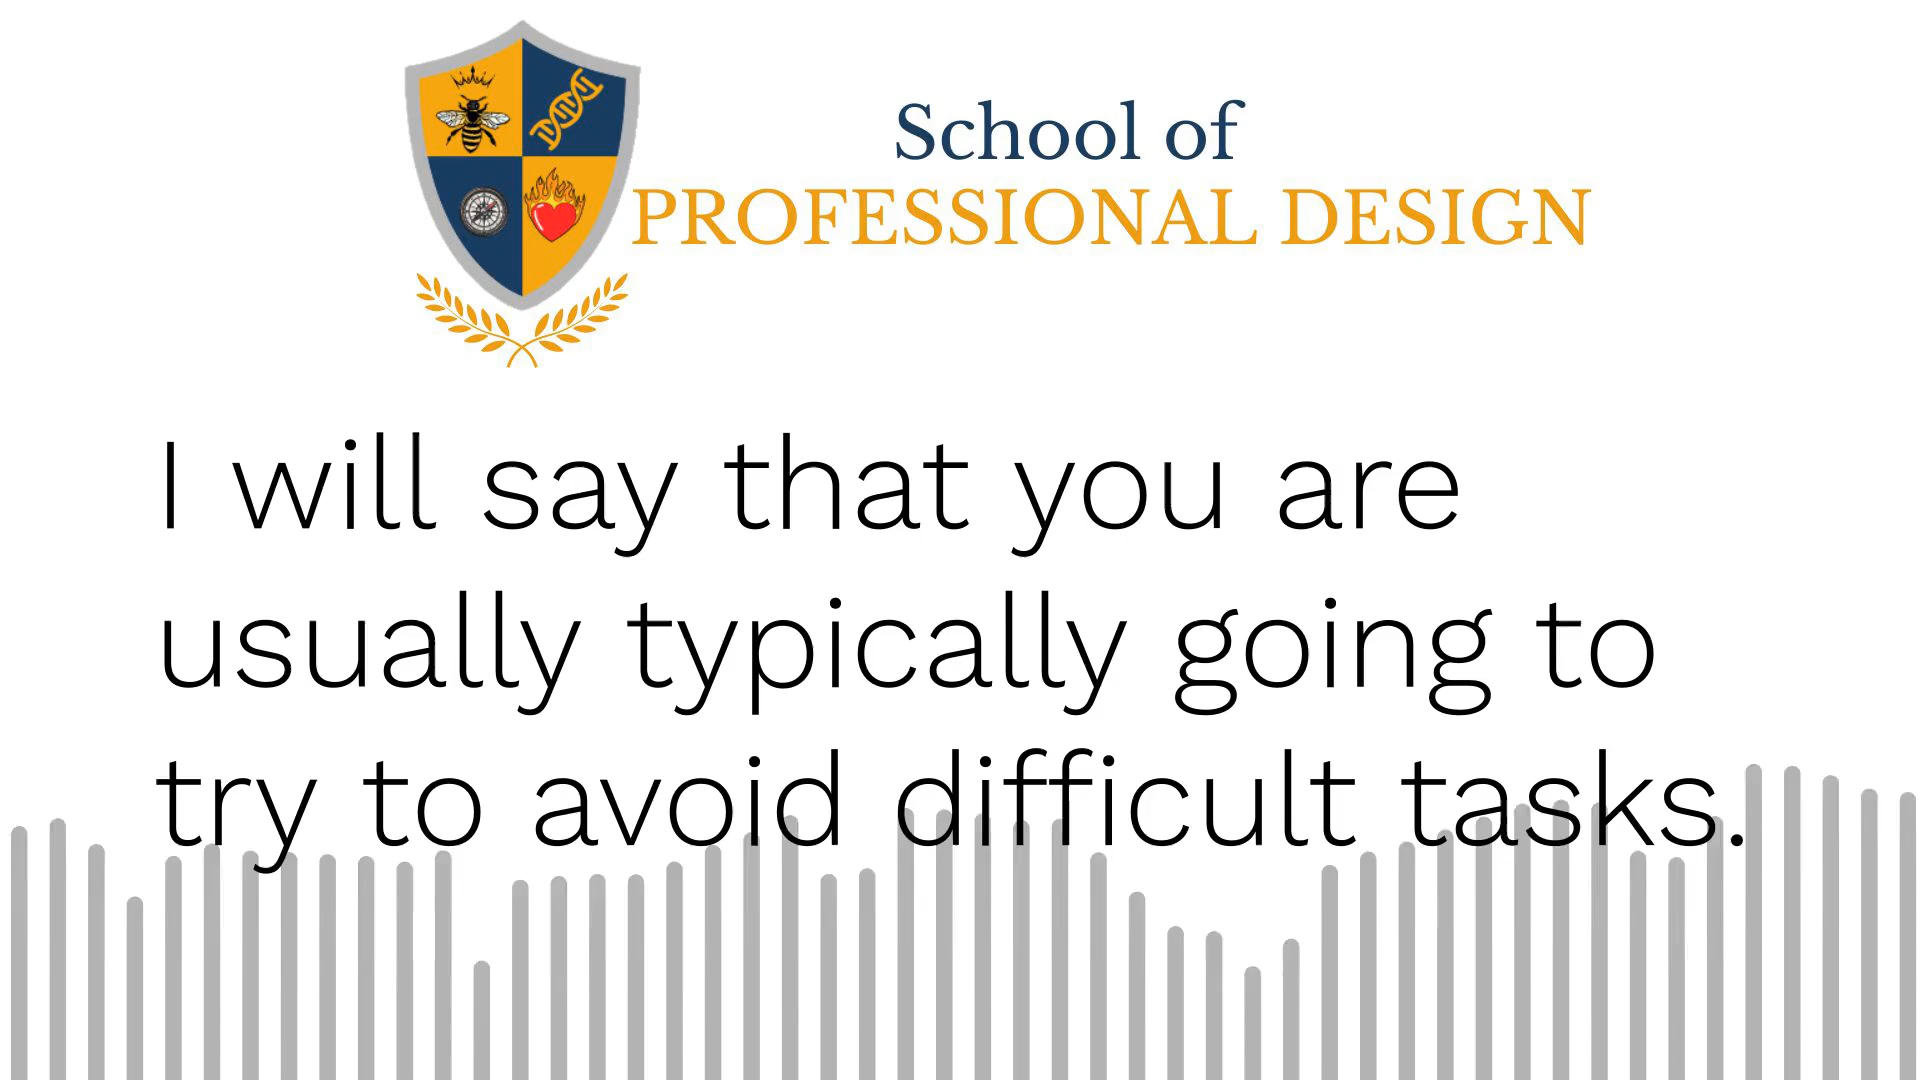 School of
PROFESSIONAL DESIGN
I will say that you are
usually typically going to
try to avoid difficult tasks.